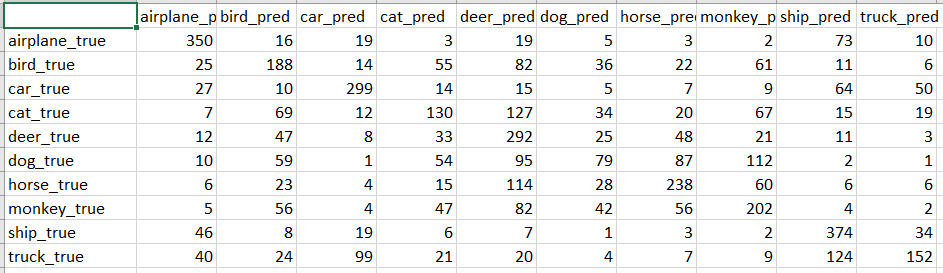 airplane_p bird_pred car_pred cat_pred deer_pred dog_pred horse_pre monkey_p ship_pred truck_pred
airplane_true 350 16 19 3 19 5 3 2 73 10
bird_true 25 188 14 55 82 36 22 61 11 6
car_true 27 10 299 14 15 5 7 9 64 50
cat_true 7 69 12 130 127 34 20 67 15 19
deer_true 12 47 8 33 292 25 48 21 11 3
dog_true 10 59 1 54 95 79 87 112 2 1
horse_true 6 23 4 15 114 28 238 60 6 6
monkey_true 5 56 4 47 82 42 56 202 4 2
ship_true 46 8 19 6 7 1 3 2 374 34
truck_true 40 24 99 21 20 4 7 9 124 152